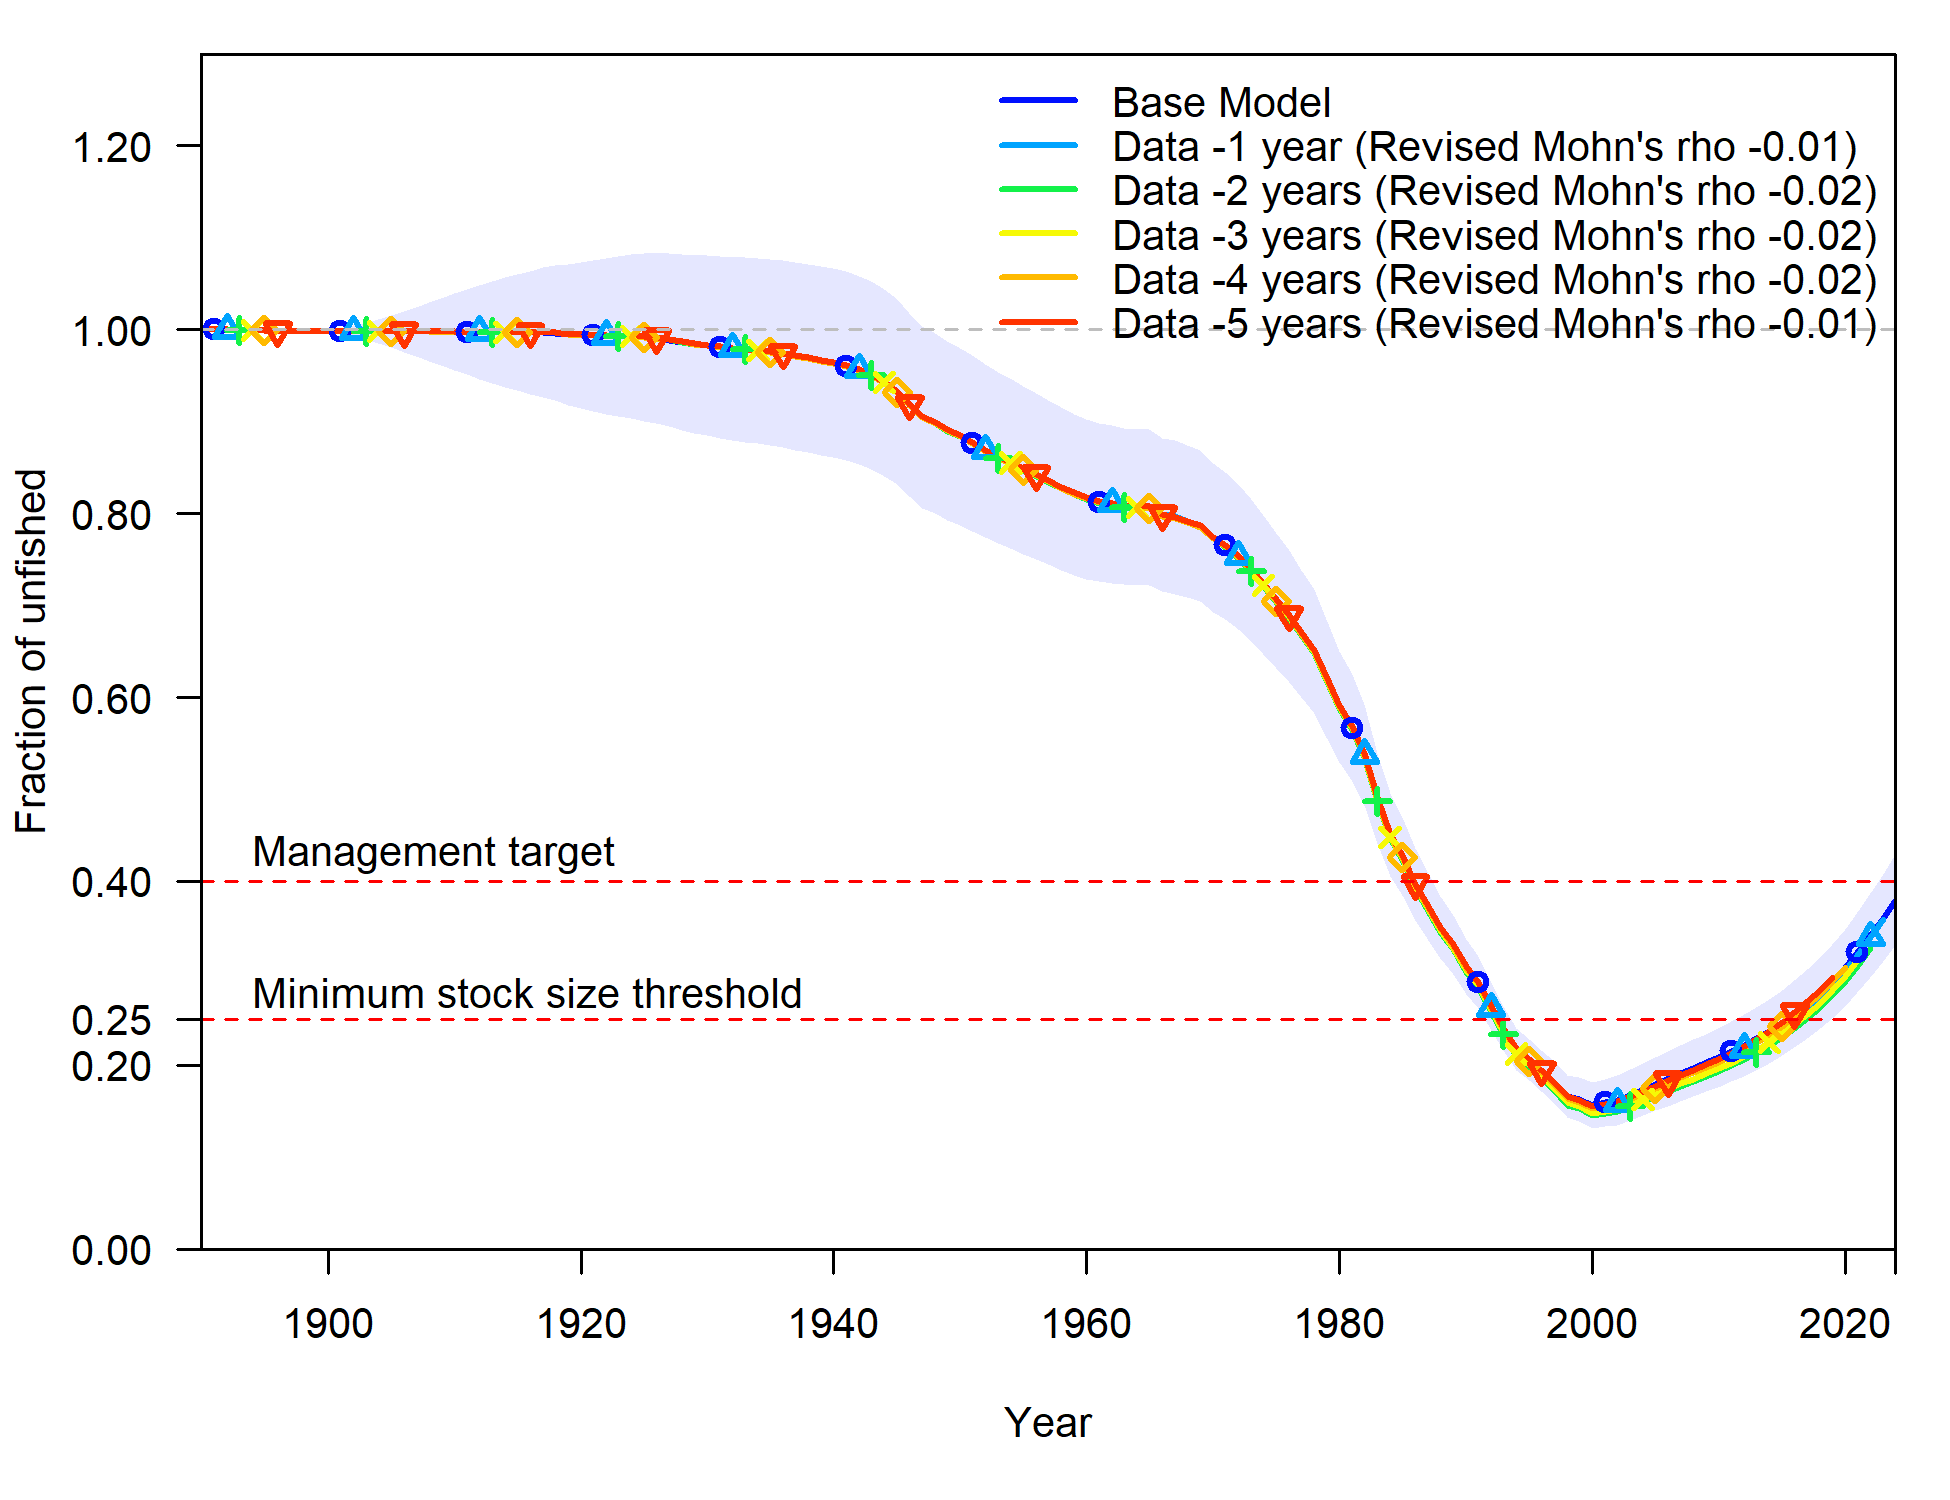 Base Model
Data -1 year (Revised Mohn's rho -0.01)
Data -2 years (Revised Mohn's rho -0.02)
Data -3 years (Revised Mohn's rho -0.02)
Data -4 years (Revised Mohn's rho -0.02)
Data -5 years (Revised Mohn's rho -0.01)
1.20
1.00
0.80
0.60
0.40
0.25
0.20
0.00
Fraction of unfished
Management target
Minimum stock size threshold
1900
1920
1940
1960
1980
2000
2020
Year